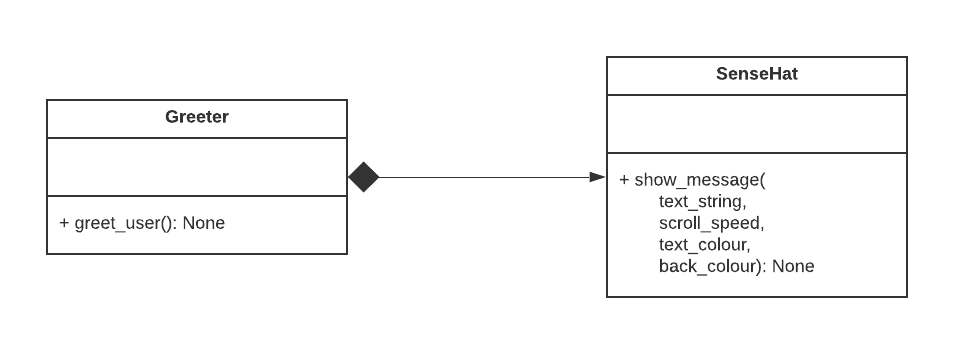 Greeter
+ greet_user(): None
SenseHat
+ show_message(
text_string,
scroll_speed,
text_colour,
back_colour): None